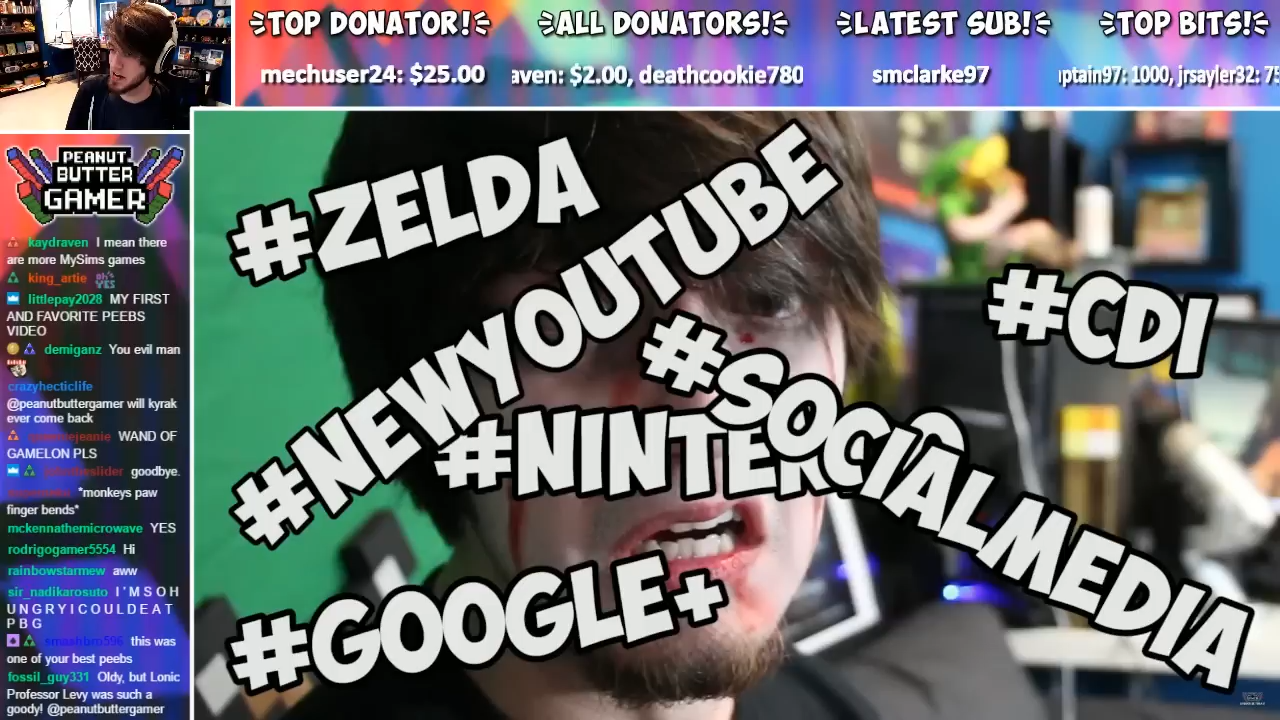 TOP DONATOR!
ALL DONATORS!
LATEST SUB!
TOP BITS!
mechuser24: $25.00
aven: $2.00, deathcookie780
smclarke97
ptain97: 1000, jrsayler32: 75
PEANUT
BUTTER
GAMER
kaydraven I mean there
are more MySims games
king_artie oh's YES
littlepay2028 MY FIRST
AND FAVORITE PEEBS
VIDEO
demiganz You evil man
crazyhecticlife
@peanutbuttergamer will kyrak
ever come back
WAND OF
GAMELON PLS
goodbye.
*monkeys paw
finger bends*
mckennathemicrowave YES
rodrigogamer5554 Hi
rainbowstarmew aww
sir_nadikarosuto I ' M S O H
U N G R Y I C O U L D E A T
P B G
smashbro596 this was
one of your best peebs
fossil_guy331 Oldy, but Lonic
Professor Levy was such a
goody! @peanutbuttergamer
#ZELDA
#NEWYOUTUBE
#CDI
#SOCIALMEDIA
#NINTE
#GOOGLE+